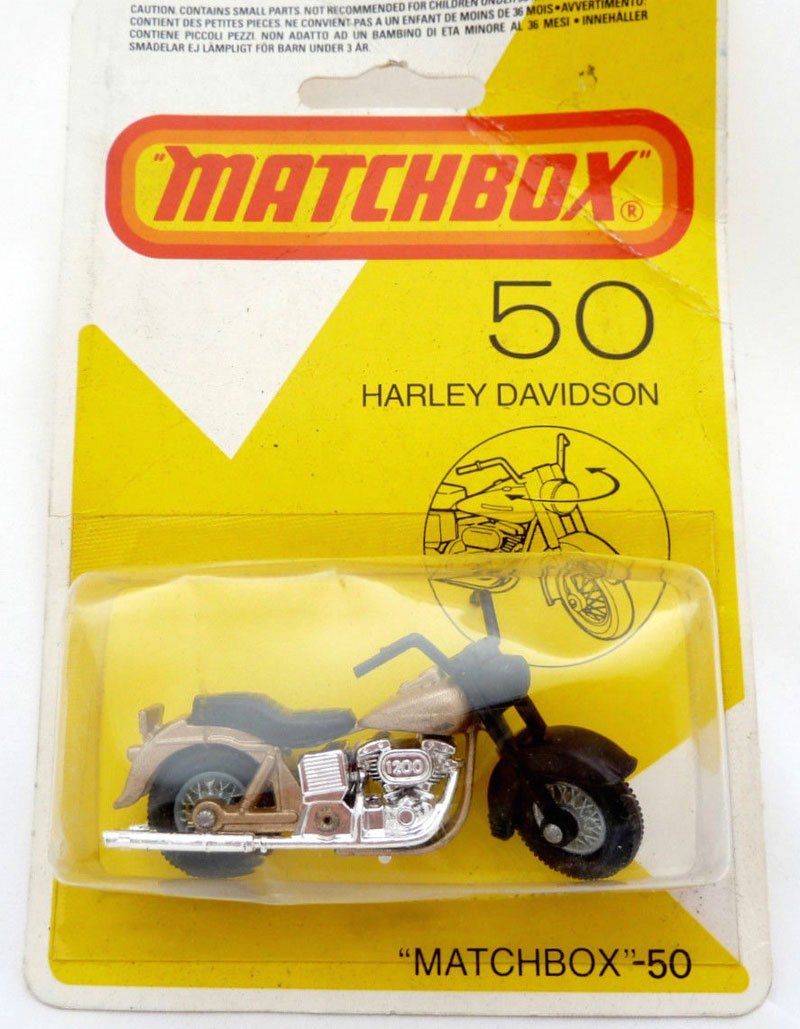 CAUTION. CONTAINS SMALL PARTS. NOT RECOMMENDED FOR CHILDREN UNDER
CONTIENT DES PETITES PIECES. NE CONVIENT PAS A UN ENFANT DE MOINS DE 36 MOIS • AVVERTIMENTO:
CONTIENE PICCOLI PEZZI. NON ADATTO AD UN BAMBINO DI ETA MINORE AL 36 MESI • INNEHÅLLER
SMÅDELAR EJ LÄMPLIGT FÖR BARN UNDER 3 ÅR.
"MATCHBOX"®
50
HARLEY DAVIDSON
1200
"MATCHBOX"-50